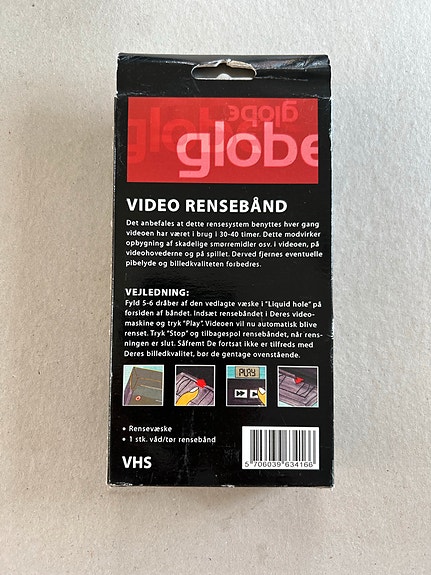 globe
globe
globe
VIDEO RENSEBÅND
Det anbefales at dette rensesystem benyttes hver gang
videoen har været i brug i 30-40 timer. Dette modvirker
opbygning af skadelige smørremidler osv. i videoen, på
videohovederne og på spillet. Derved fjernes eventuelle
pibelyde og billedkvaliteten forbedres.
VEJLEDNING:
Fyld 5-6 dråber af den vedlagte væske i "Liquid hole" på
forsiden af båndet. Indsæt rensebåndet i Deres video-
maskine og tryk "Play". Videoen vil nu automatisk blive
renset. Tryk "Stop" og tilbagespol rensebåndet, når rens-
ningen er slut. Såfremt De fortsat ikke er tilfreds med
Deres billedkvalitet, bør de gentage ovenstående.
PLAY
• Rensevæske
• 1 stk. våd/tør rensebånd
VHS
5 706039 634166